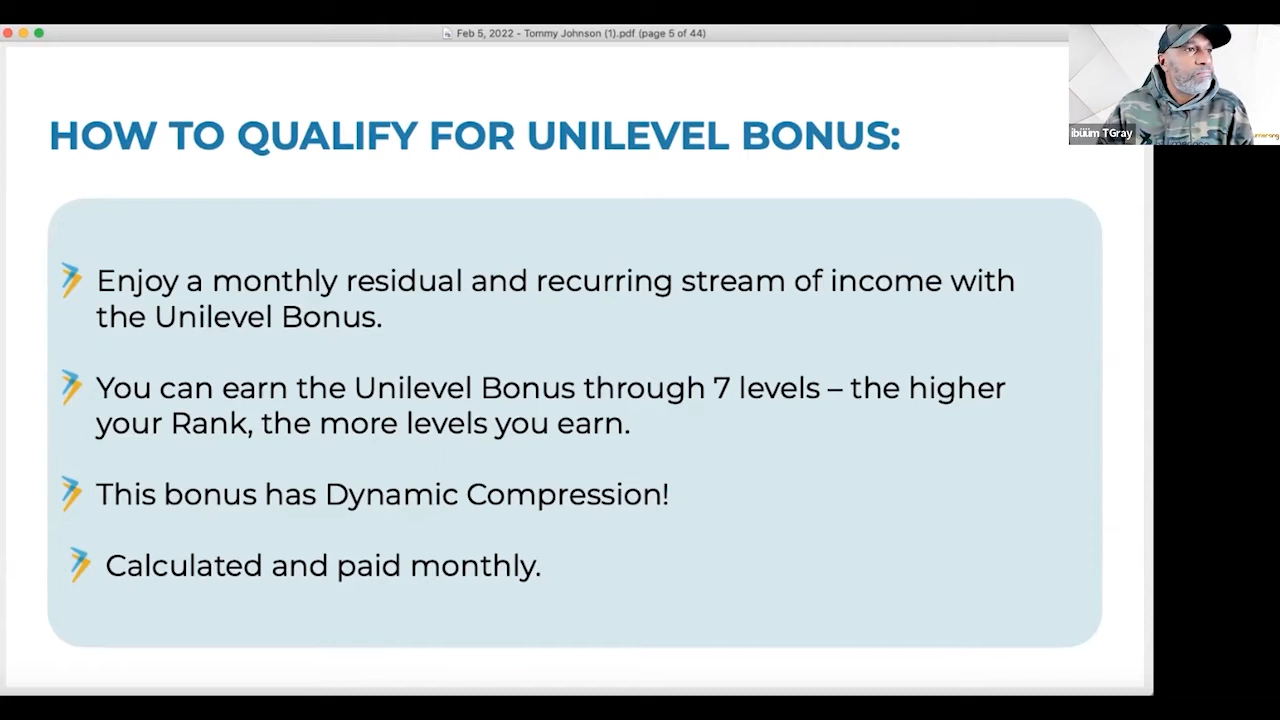 Feb 5, 2022 - Tommy Johnson (1).pdf (page 5 of 44)
ibüüm TGray
HOW TO QUALIFY FOR UNILEVEL BONUS:
Enjoy a monthly residual and recurring stream of income with
the Unilevel Bonus.
You can earn the Unilevel Bonus through 7 levels – the higher
your Rank, the more levels you earn.
This bonus has Dynamic Compression!
Calculated and paid monthly.